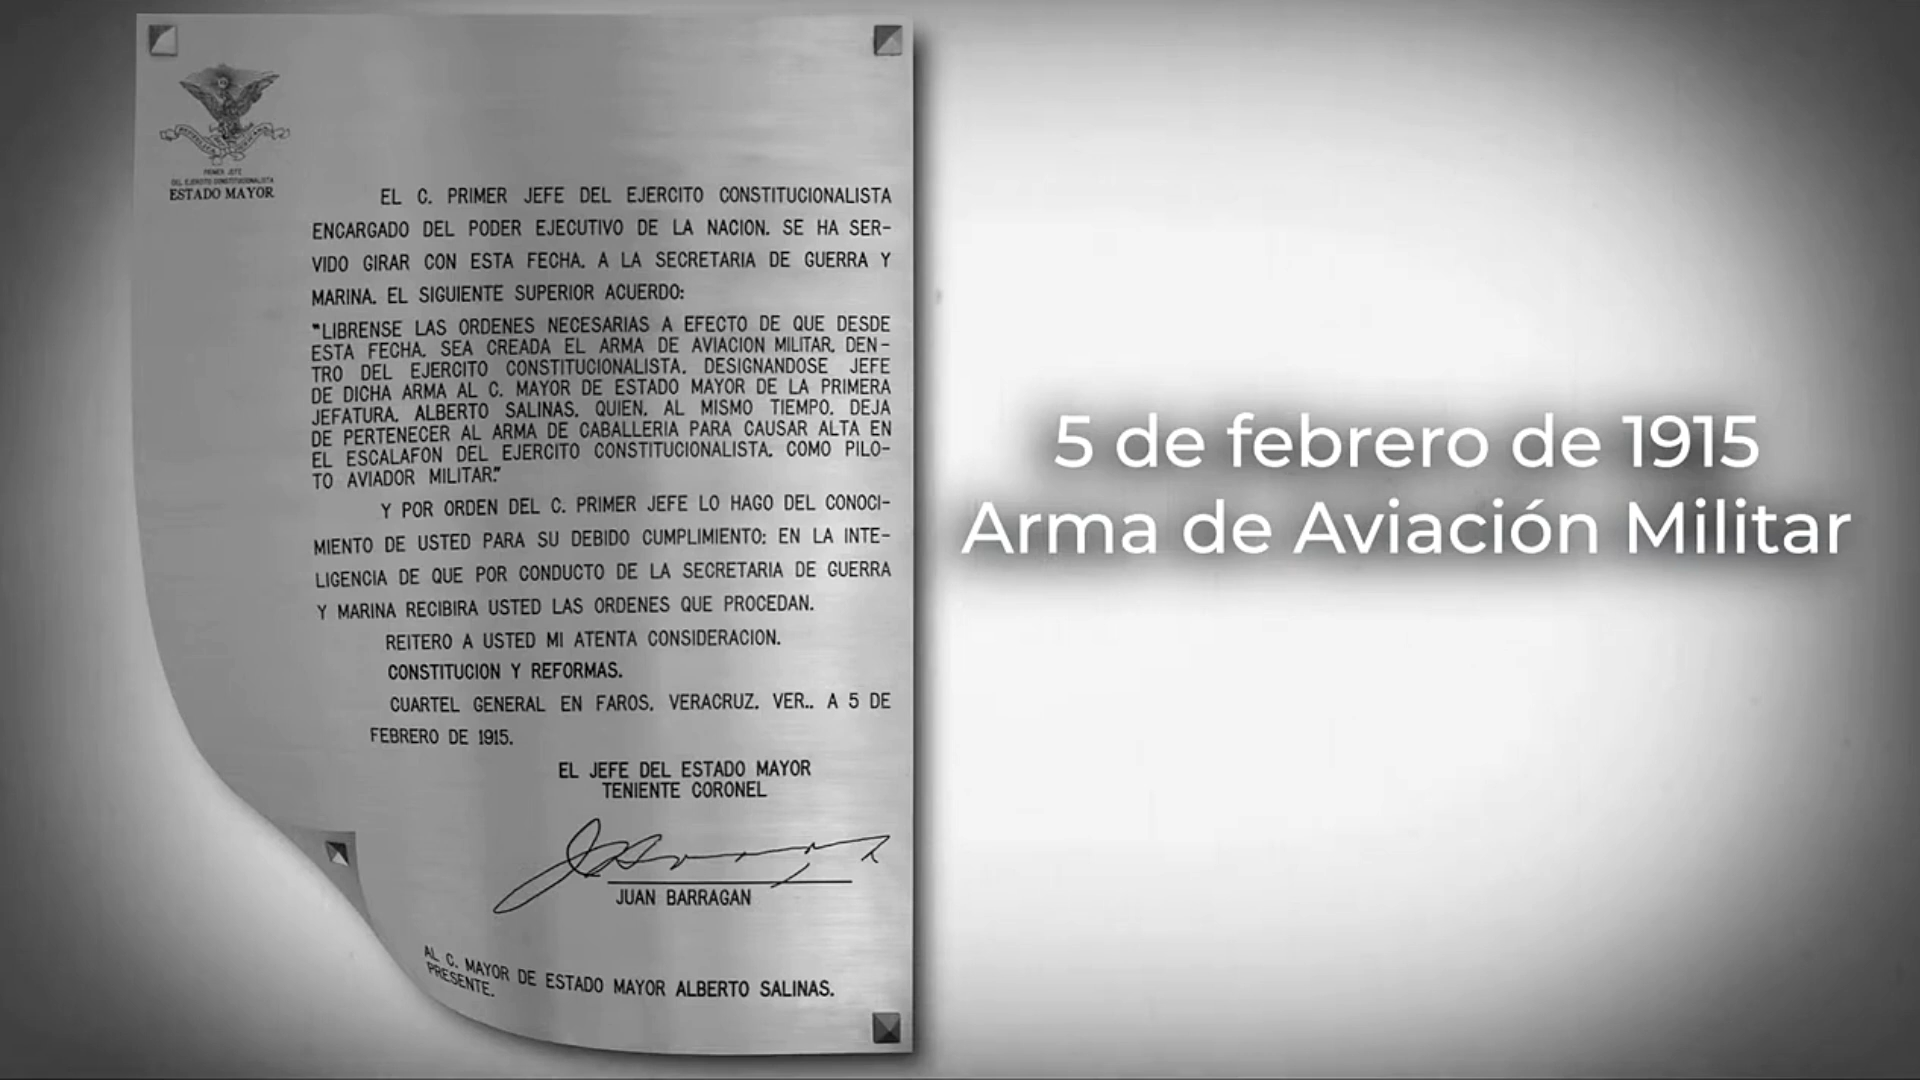 REPUBLICA MEXICANA
PRIMER JEFE
DEL EJERCITO CONSTITUCIONALISTA
ESTADO MAYOR
EL C. PRIMER JEFE DEL EJERCITO CONSTITUCIONALISTA
ENCARGADO DEL PODER EJECUTIVO DE LA NACION. SE HA SER-
VIDO GIRAR CON ESTA FECHA. A LA SECRETARIA DE GUERRA Y
MARINA. EL SIGUIENTE SUPERIOR ACUERDO:
"LIBRENSE LAS ORDENES NECESARIAS A EFECTO DE QUE DESDE
ESTA FECHA. SEA CREADA EL ARMA DE AVIACION MILITAR. DEN-
TRO DEL EJERCITO CONSTITUCIONALISTA. DESIGNANDOSE JEFE
DE DICHA ARMA AL C. MAYOR DE ESTADO MAYOR DE LA PRIMERA
JEFATURA. ALBERTO SALINAS. QUIEN. AL MISMO TIEMPO. DEJA
DE PERTENECER AL ARMA DE CABALLERIA PARA CAUSAR ALTA EN
EL ESCALAFON DEL EJERCITO CONSTITUCIONALISTA. COMO PILO-
TO AVIADOR MILITAR."
Y POR ORDEN DEL C. PRIMER JEFE LO HAGO DEL CONOCI-
MIENTO DE USTED PARA SU DEBIDO CUMPLIMIENTO: EN LA INTE-
LIGENCIA DE QUE POR CONDUCTO DE LA SECRETARIA DE GUERRA
Y MARINA RECIBIRA USTED LAS ORDENES QUE PROCEDAN.
REITERO A USTED MI ATENTA CONSIDERACION.
CONSTITUCION Y REFORMAS.
CUARTEL GENERAL EN FAROS. VERACRUZ. VER.. A 5 DE
FEBRERO DE 1915.
EL JEFE DEL ESTADO MAYOR
TENIENTE CORONEL
JUAN BARRAGAN
AL C. MAYOR DE ESTADO MAYOR ALBERTO SALINAS.
PRESENTE.
5 de febrero de 1915
Arma de Aviación Militar